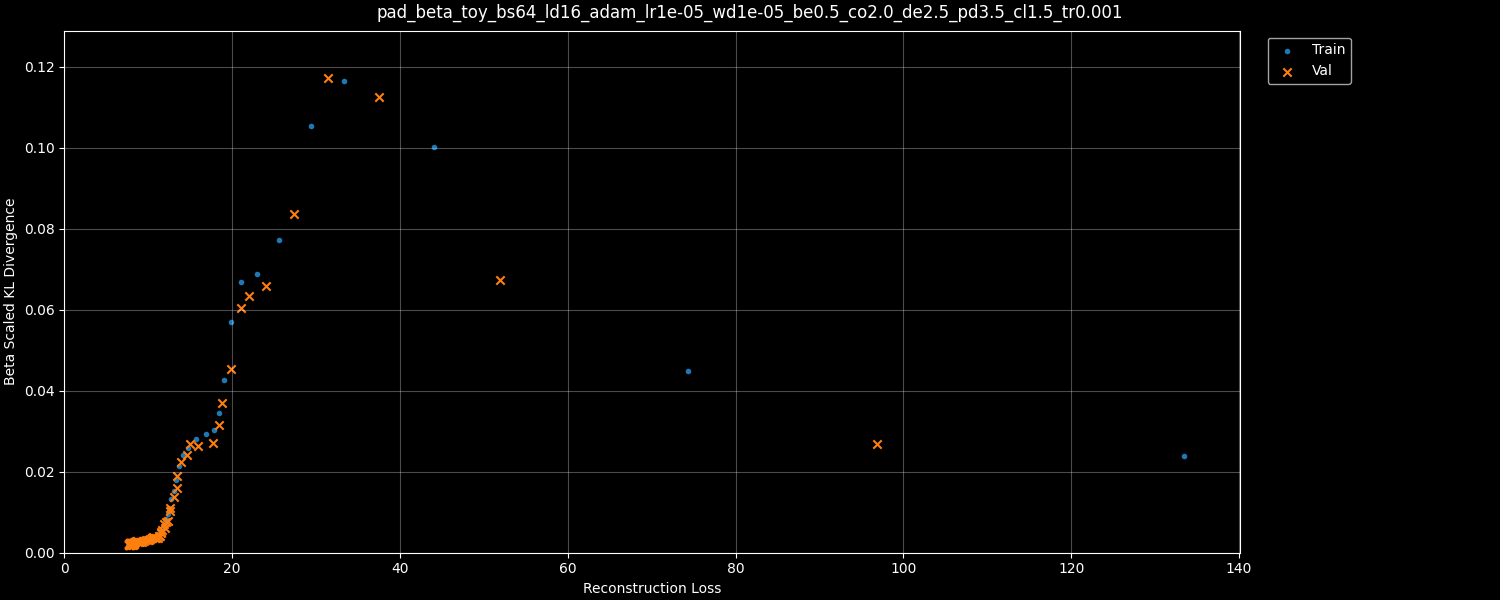 pad_beta_toy_bs64_ld16_adam_lr1e-05_wd1e-05_be0.5_co2.0_de2.5_pd3.5_cl1.5_tr0.001
Train
Val
Beta Scaled KL Divergence
0.12
0.10
0.08
0.06
0.04
0.02
0.00
0 20 40 60 80 100 120 140
Reconstruction Loss